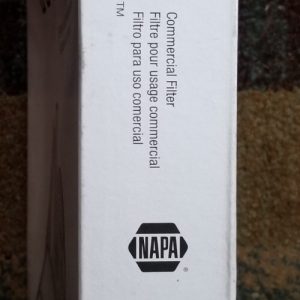 Commercial Filter
Filtre pour usage commercial
Filtro para uso comercial
™
NAPA
®